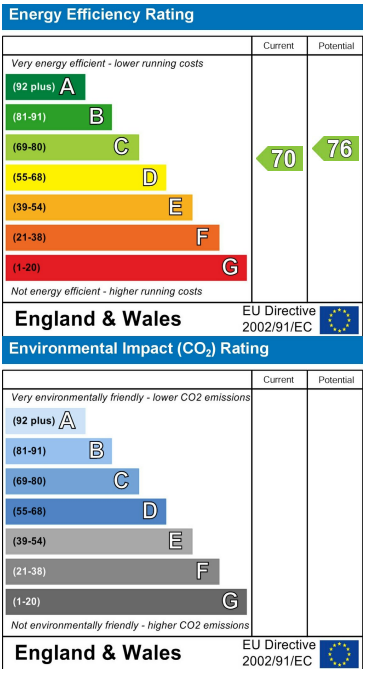 Energy Efficiency Rating
Current Potential
Very energy efficient - lower running costs
(92 plus) A
(81-91) B
(69-80) C
(55-68) D
(39-54) E
(21-38) F
(1-20) G
70 76
Not energy efficient - higher running costs
England & Wales
EU Directive
2002/91/EC
Environmental Impact (CO₂) Rating
Current Potential
Very environmentally friendly - lower CO2 emissions
(92 plus) A
(81-91) B
(69-80) C
(55-68) D
(39-54) E
(21-38) F
(1-20) G
Not environmentally friendly - higher CO2 emissions
England & Wales
EU Directive
2002/91/EC